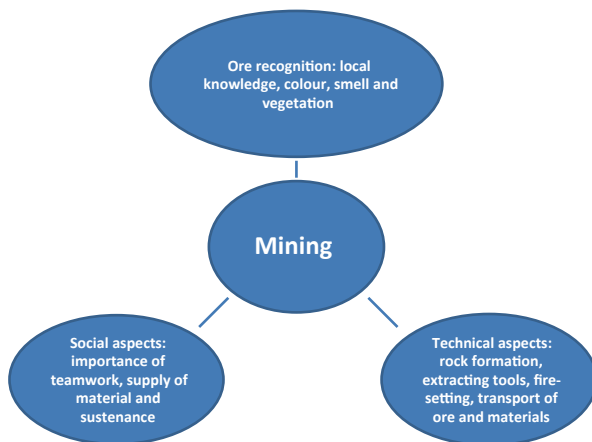 Ore recognition: local
knowledge, colour, smell and
vegetation
Mining
Social aspects:
importance of
teamwork, supply of
material and
sustenance
Technical aspects:
rock formation,
extracting tools, fire-
setting, transport of
ore and materials